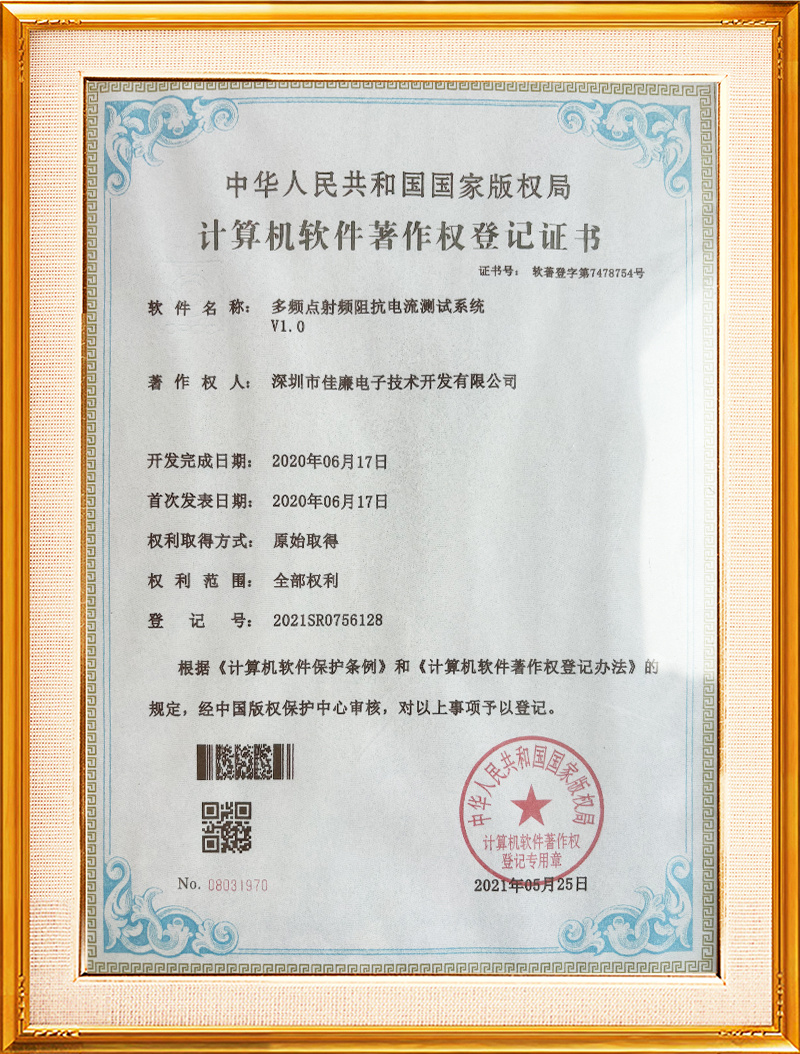 中华人民共和国国家版权局
计算机软件著作权登记证书
证书号： 软著登字第7478754号
软件名称： 多频点射频阻抗电流测试系统
V1.0
著作权人： 深圳市佳廉电子技术开发有限公司
开发完成日期： 2020年06月17日
首次发表日期： 2020年06月17日
权利取得方式： 原始取得
权利范围： 全部权利
登记号： 2021SR0756128
根据《计算机软件保护条例》和《计算机软件著作权登记办法》的
规定，经中国版权保护中心审核，对以上事项予以登记。
中华人民共和国国家版权局
计算机软件著作权
登记专用章
No. 08031970
2021年05月25日